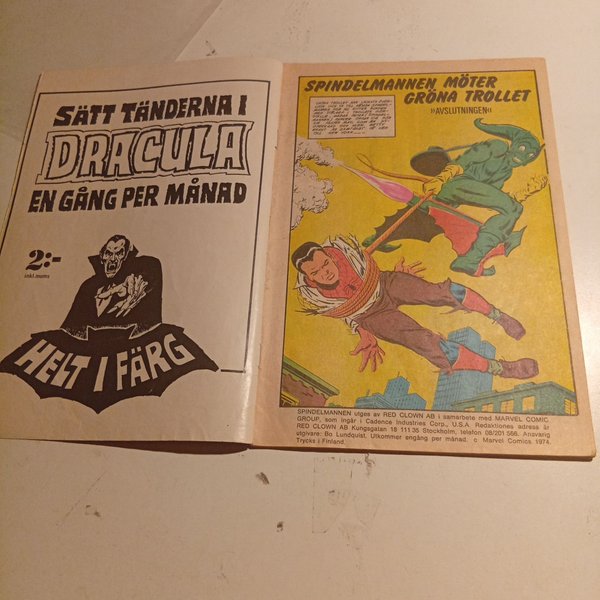 SÄTT TÄNDERNA I
DRACULA
EN GÅNG PER MÅNAD
2:-
inkl.moms
HELT I FÄRG
SPINDELMANNEN MÖTER
GRÖNA TROLLET
»AVSLUTNINGEN«
SPINDELMANNEN utges av RED CLOWN AB i samarbete med MARVEL COMIC
GROUP, som ingår i Cadence Industries Corp., U.S.A. Redaktionens adress är
RED CLOWN AB Kungsgatan 18 111 35 Stockholm, telefon 08/201 566. Ansvarig
utgivare: Bo Lundquist. Utkommer engång per månad. c Marvel Comics 1974.
Trycks i Finland.